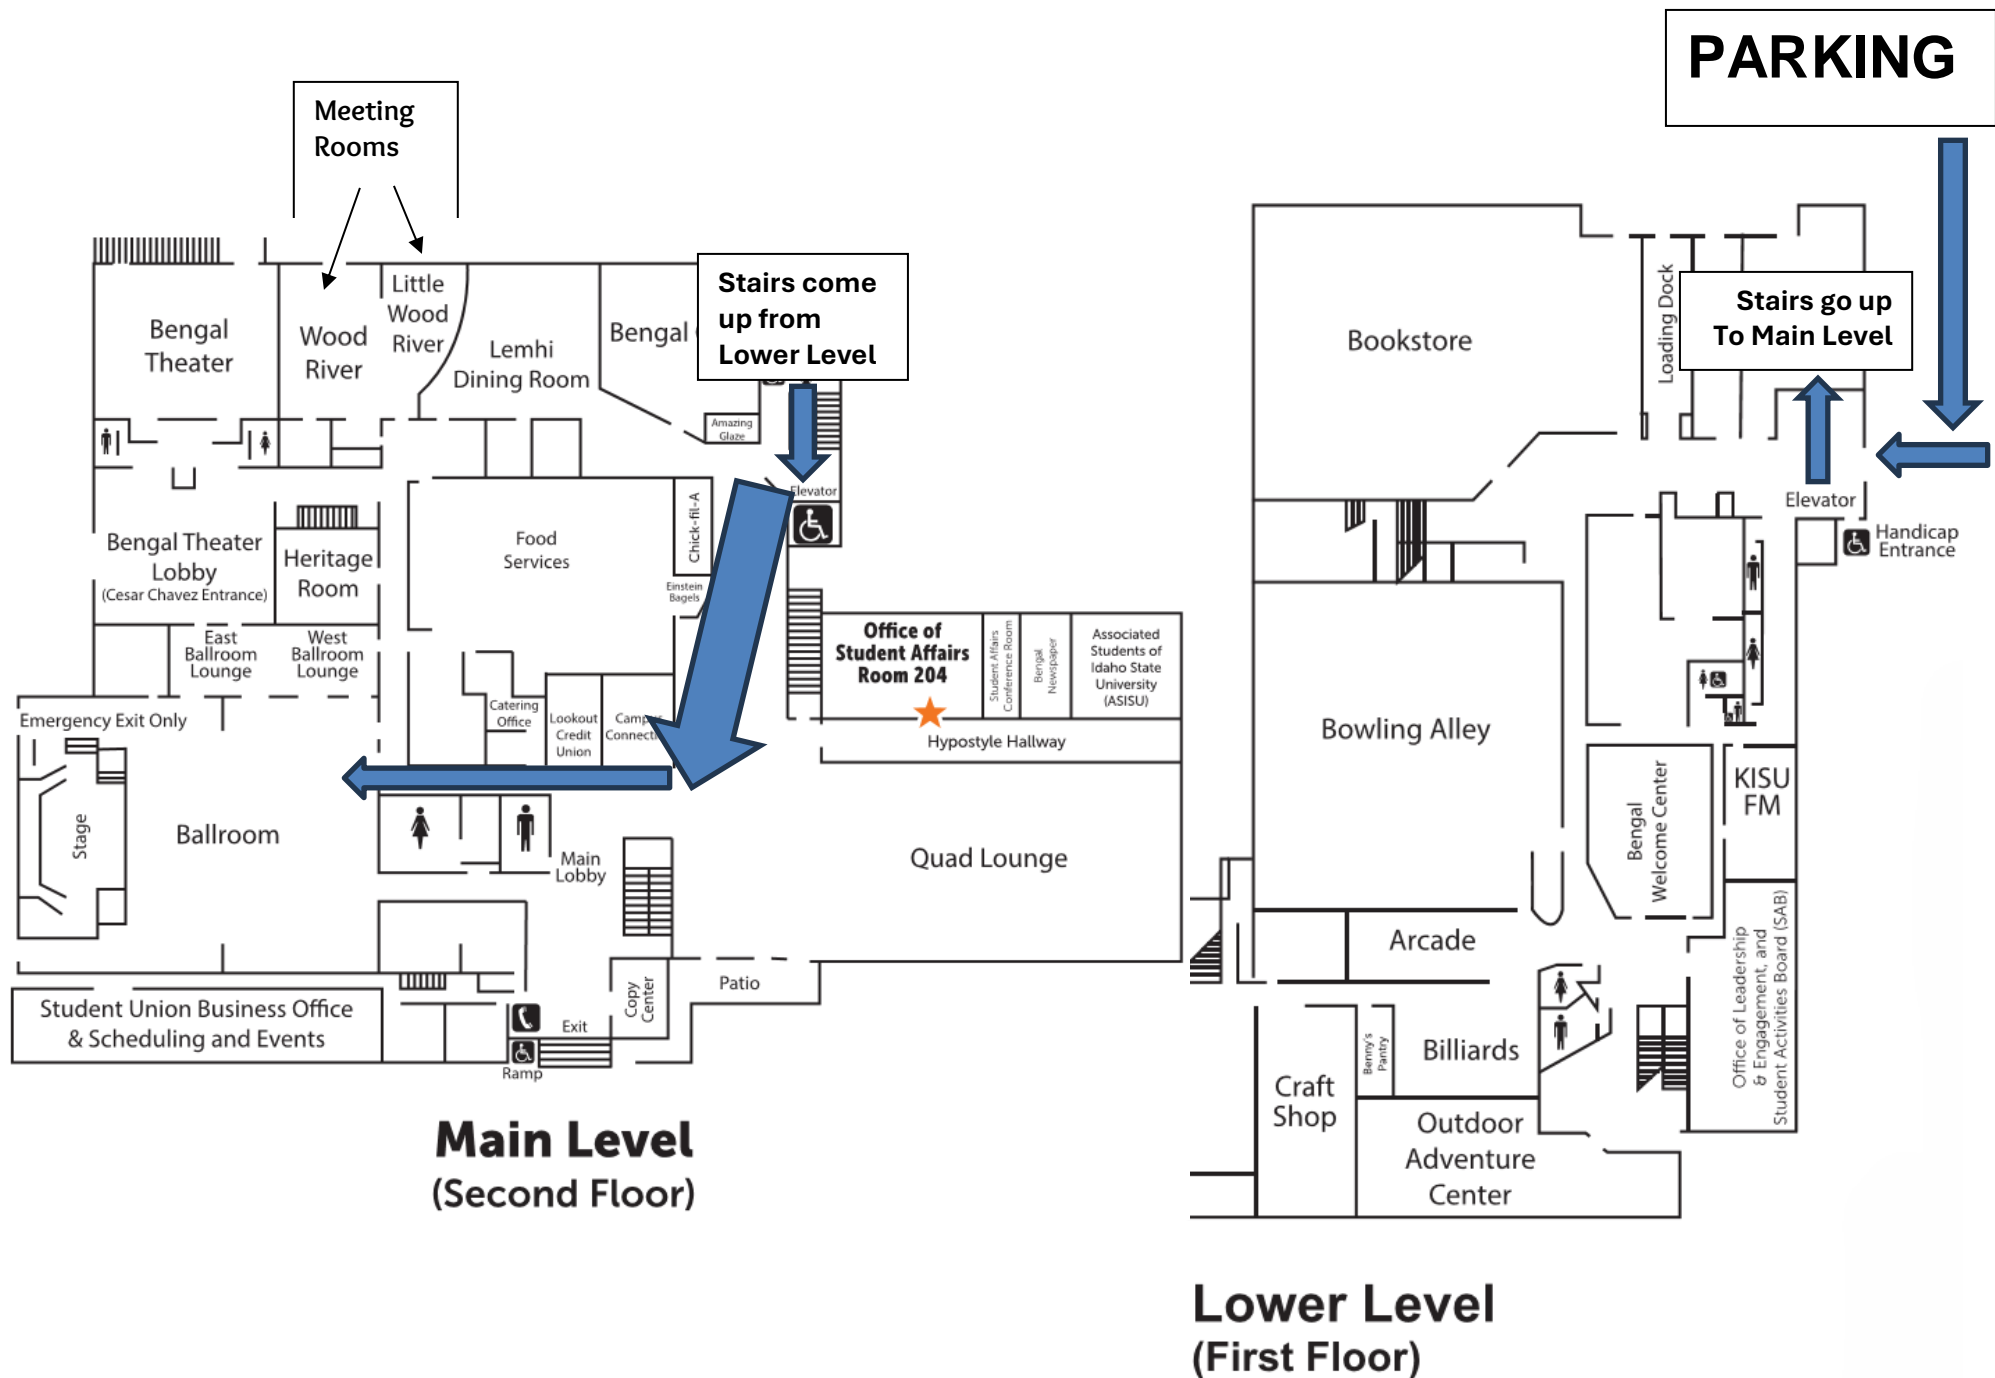 PARKING
Meeting
Rooms
Stairs come
up from
Lower Level
Stairs go up
To Main Level
Bengal
Theater
Wood
River
Little
Wood
River
Lemhi
Dining Room
Bengal
Amazing
Glaze
Elevator
Chick-fil-A
Food
Services
Einstein
Bagels
Bengal Theater
Lobby
(Cesar Chavez Entrance)
Heritage
Room
East
Ballroom
Lounge
West
Ballroom
Lounge
Emergency Exit Only
Stage
Ballroom
Catering
Office
Lookout
Credit
Union
Office of
Student Affairs
Room 204
Student Affairs
Conference Room
Bengal
Newspaper
Associated
Students of
Idaho State
University
(ASISU)
Hypostyle Hallway
Quad Lounge
Main
Lobby
Copy
Center
Patio
Exit
Ramp
Student Union Business Office
& Scheduling and Events
Main Level
(Second Floor)
Bookstore
Loading Dock
Elevator
Handicap
Entrance
Bowling Alley
Bengal
Welcome Center
KISU
FM
Arcade
Office of Leadership
& Engagement, and
Student Activities Board (SAB)
Benny's
Pantry
Billiards
Craft
Shop
Outdoor
Adventure
Center
Lower Level
(First Floor)